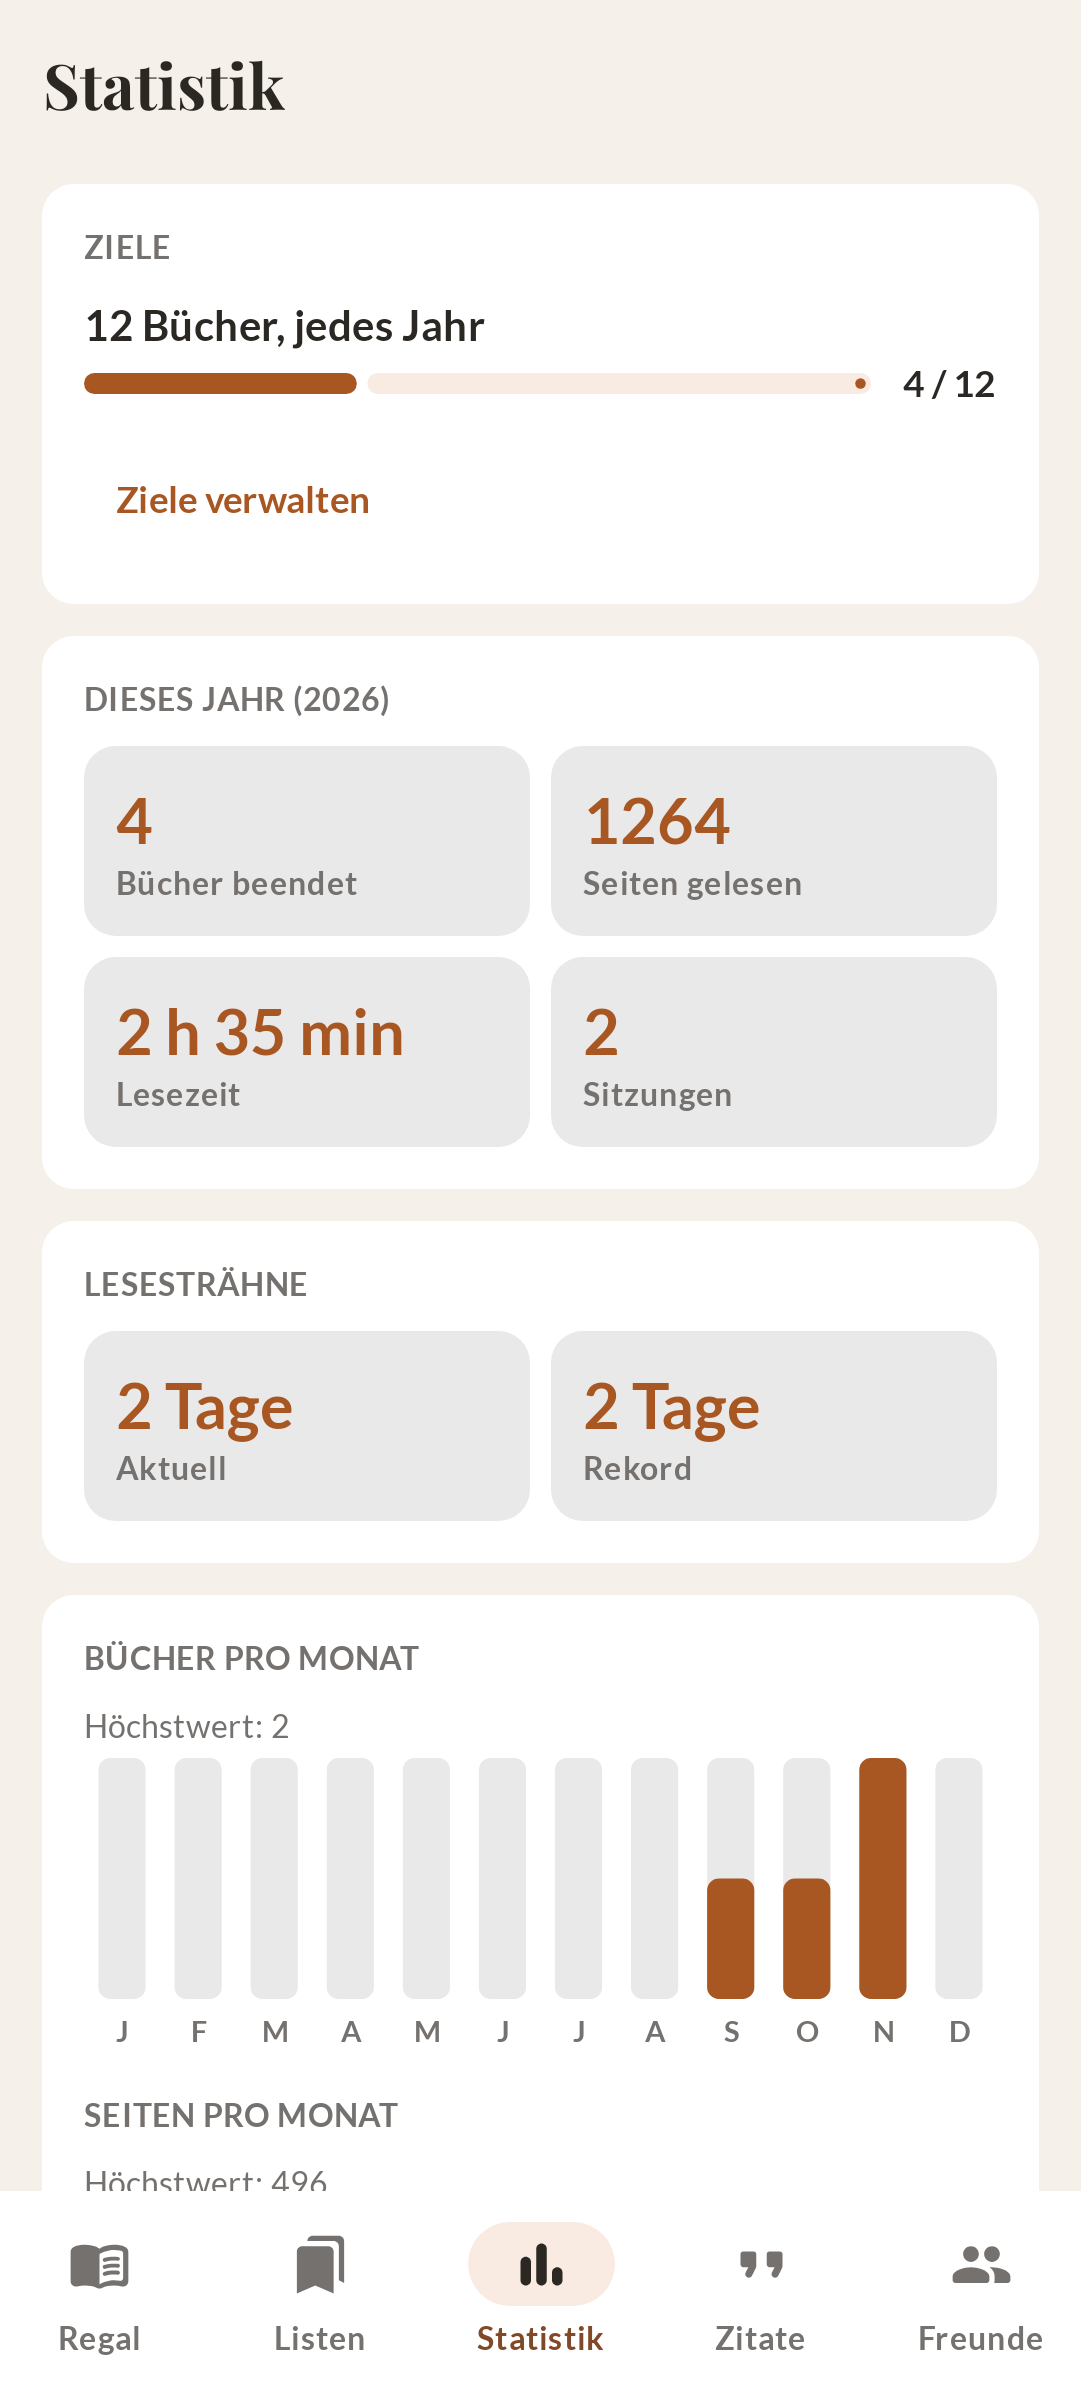 Statistik
ZIELE
12 Bücher, jedes Jahr
4 / 12
Ziele verwalten
DIESES JAHR (2026)
4
Bücher beendet
1264
Seiten gelesen
2 h 35 min
Lesezeit
2
Sitzungen
LESESTRÄHNE
2 Tage
Aktuell
2 Tage
Rekord
BÜCHER PRO MONAT
Höchstwert: 2
J F M A M J J A S O N D
SEITEN PRO MONAT
Höchstwert: 496
Regal Listen Statistik Zitate Freunde